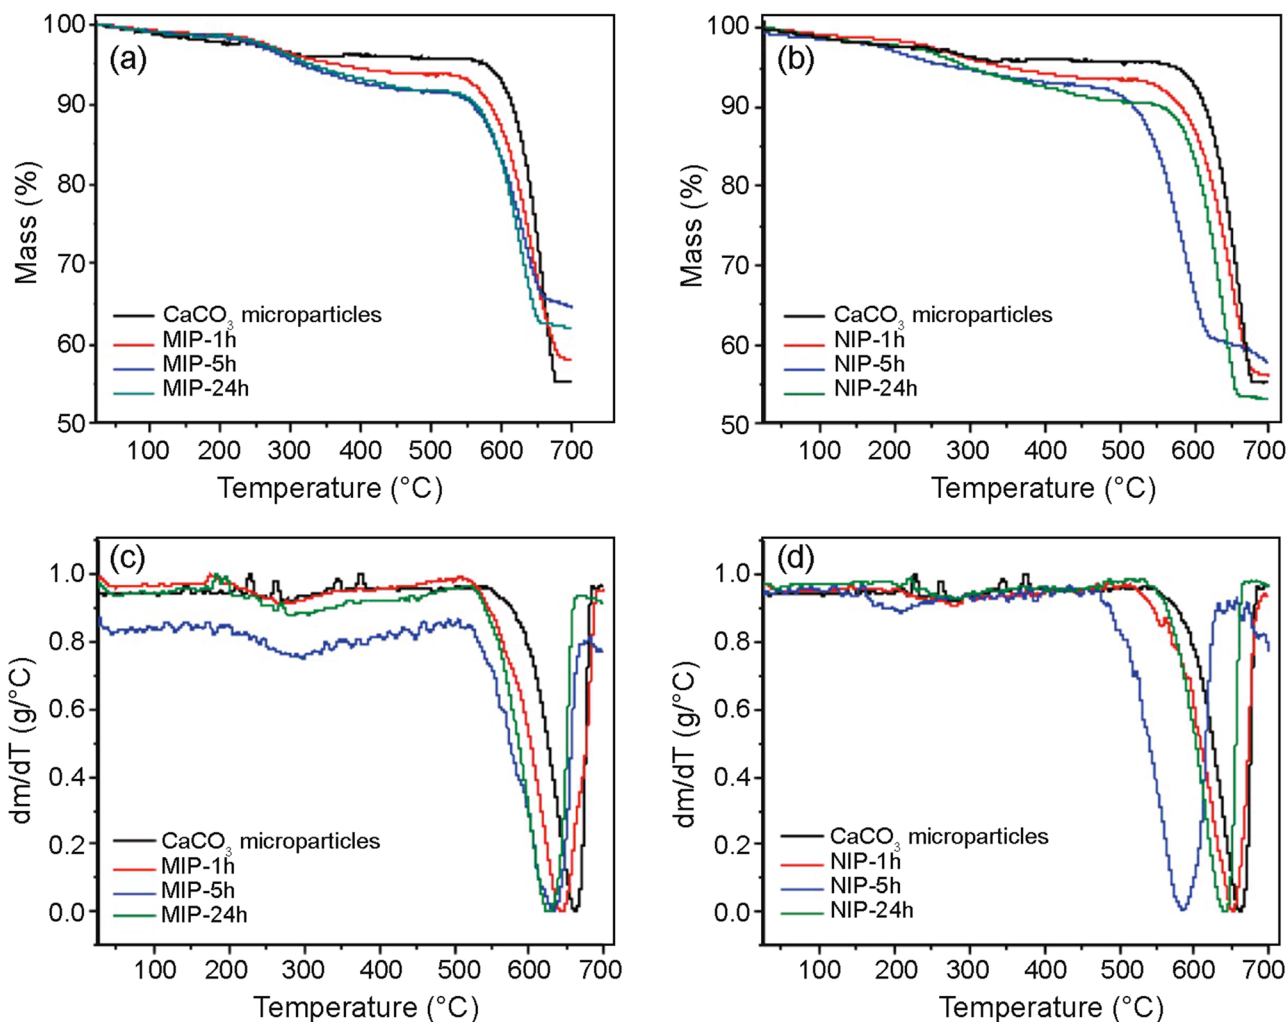 (a)
100
90
80
70
60
50
Mass (%)
CaCO₃ microparticles
MIP-1h
MIP-5h
MIP-24h
100 200 300 400 500 600 700
Temperature (°C)
(b)
100
90
80
70
60
50
Mass (%)
CaCO₃ microparticles
NIP-1h
NIP-5h
NIP-24h
100 200 300 400 500 600 700
Temperature (°C)
(c)
1.0
0.8
0.6
0.4
0.2
0.0
dm/dT (g/°C)
CaCO₃ microparticles
MIP-1h
MIP-5h
MIP-24h
100 200 300 400 500 600 700
Temperature (°C)
(d)
1.0
0.8
0.6
0.4
0.2
0.0
dm/dT (g/°C)
CaCO₃ microparticles
NIP-1h
NIP-5h
NIP-24h
100 200 300 400 500 600 700
Temperature (°C)